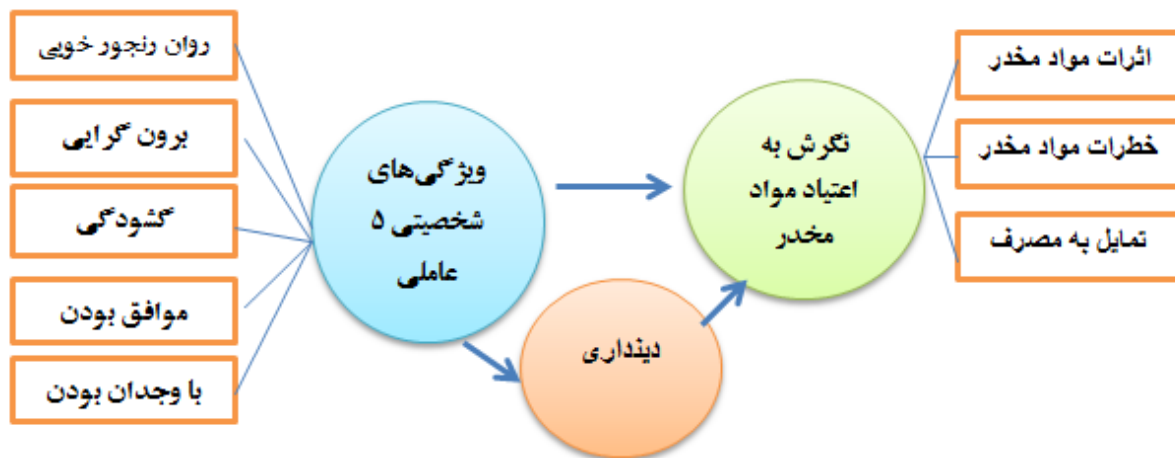 روان رنجور خویی
برون گرایی
گشودگی
موافق بودن
با وجدان بودن
ویژگی‌های
شخصیتی ۵
عاملی
دینداری
نگرش به
اعتیاد مواد
مخدر
اثرات مواد مخدر
خطرات مواد مخدر
تمایل به مصرف